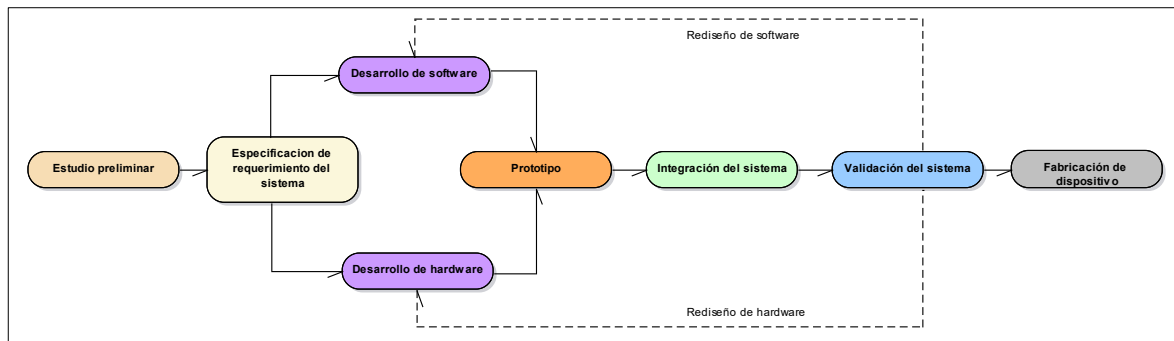 Rediseño de software
Desarrollo de software
Estudio preliminar
Especificacion de
requerimiento del
sistema
Prototipo
Integración del sistema
Validación del sistema
Fabricación de
dispositivo
Desarrollo de hardware
Rediseño de hardware